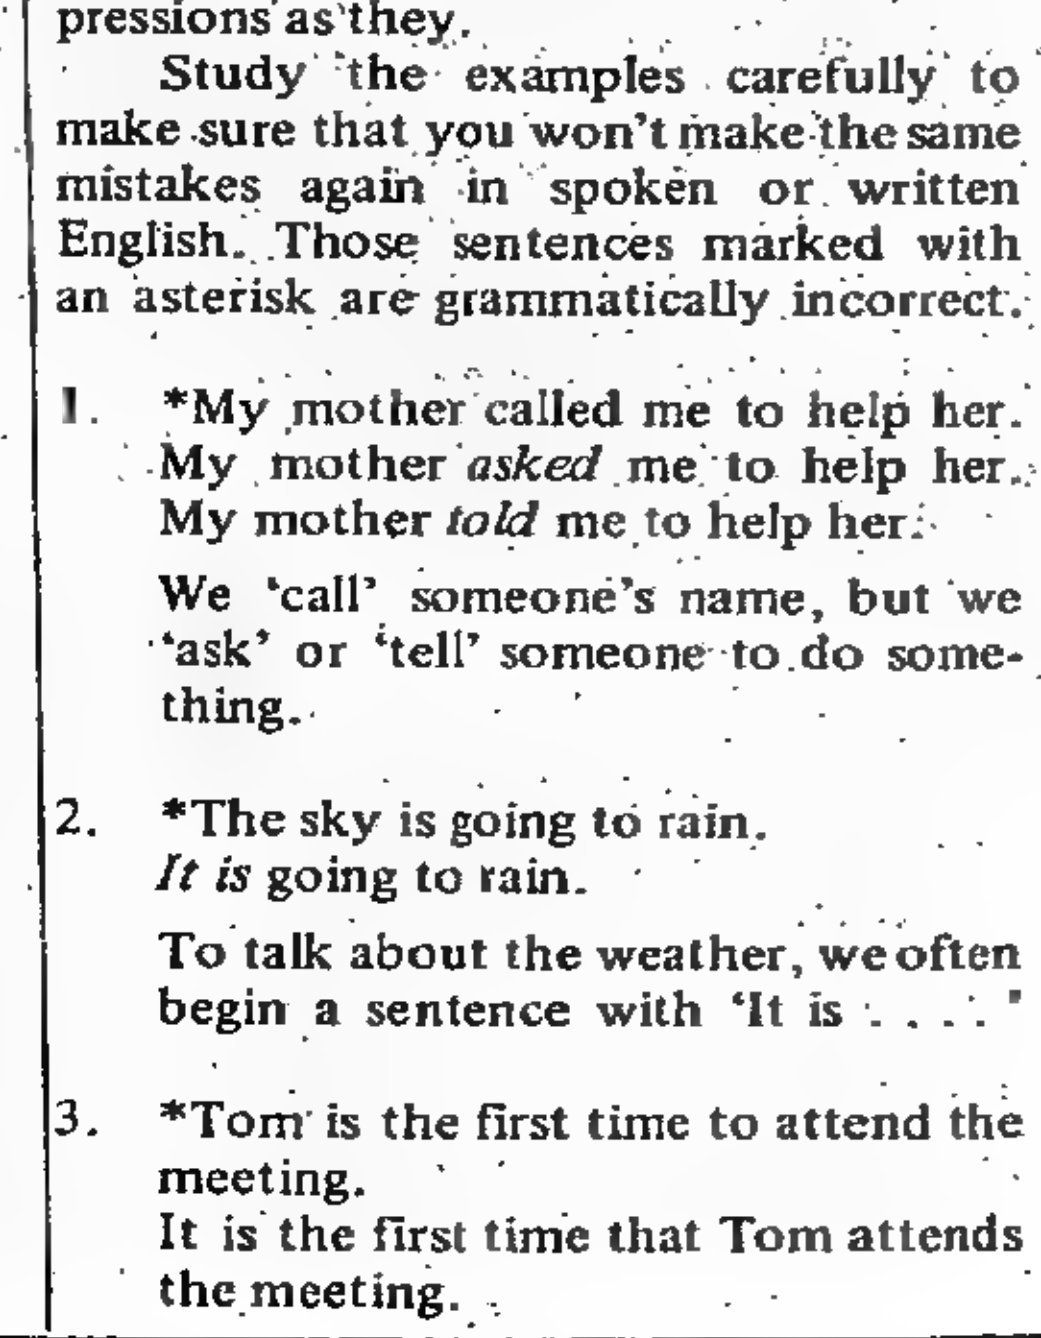 pressions as they.
Study the examples carefully to
make sure that you won't make the same
mistakes again in spoken or written
English. Those sentences marked with
an asterisk are grammatically incorrect.
1. *My mother called me to help her.
My mother asked me to help her.
My mother told me to help her.
We 'call' someone's name, but we
'ask' or 'tell' someone to do some-
thing.
2. *The sky is going to rain.
It is going to rain.
To talk about the weather, we often
begin a sentence with 'It is . . . .'
3. *Tom is the first time to attend the
meeting.
It is the first time that Tom attends
the meeting.